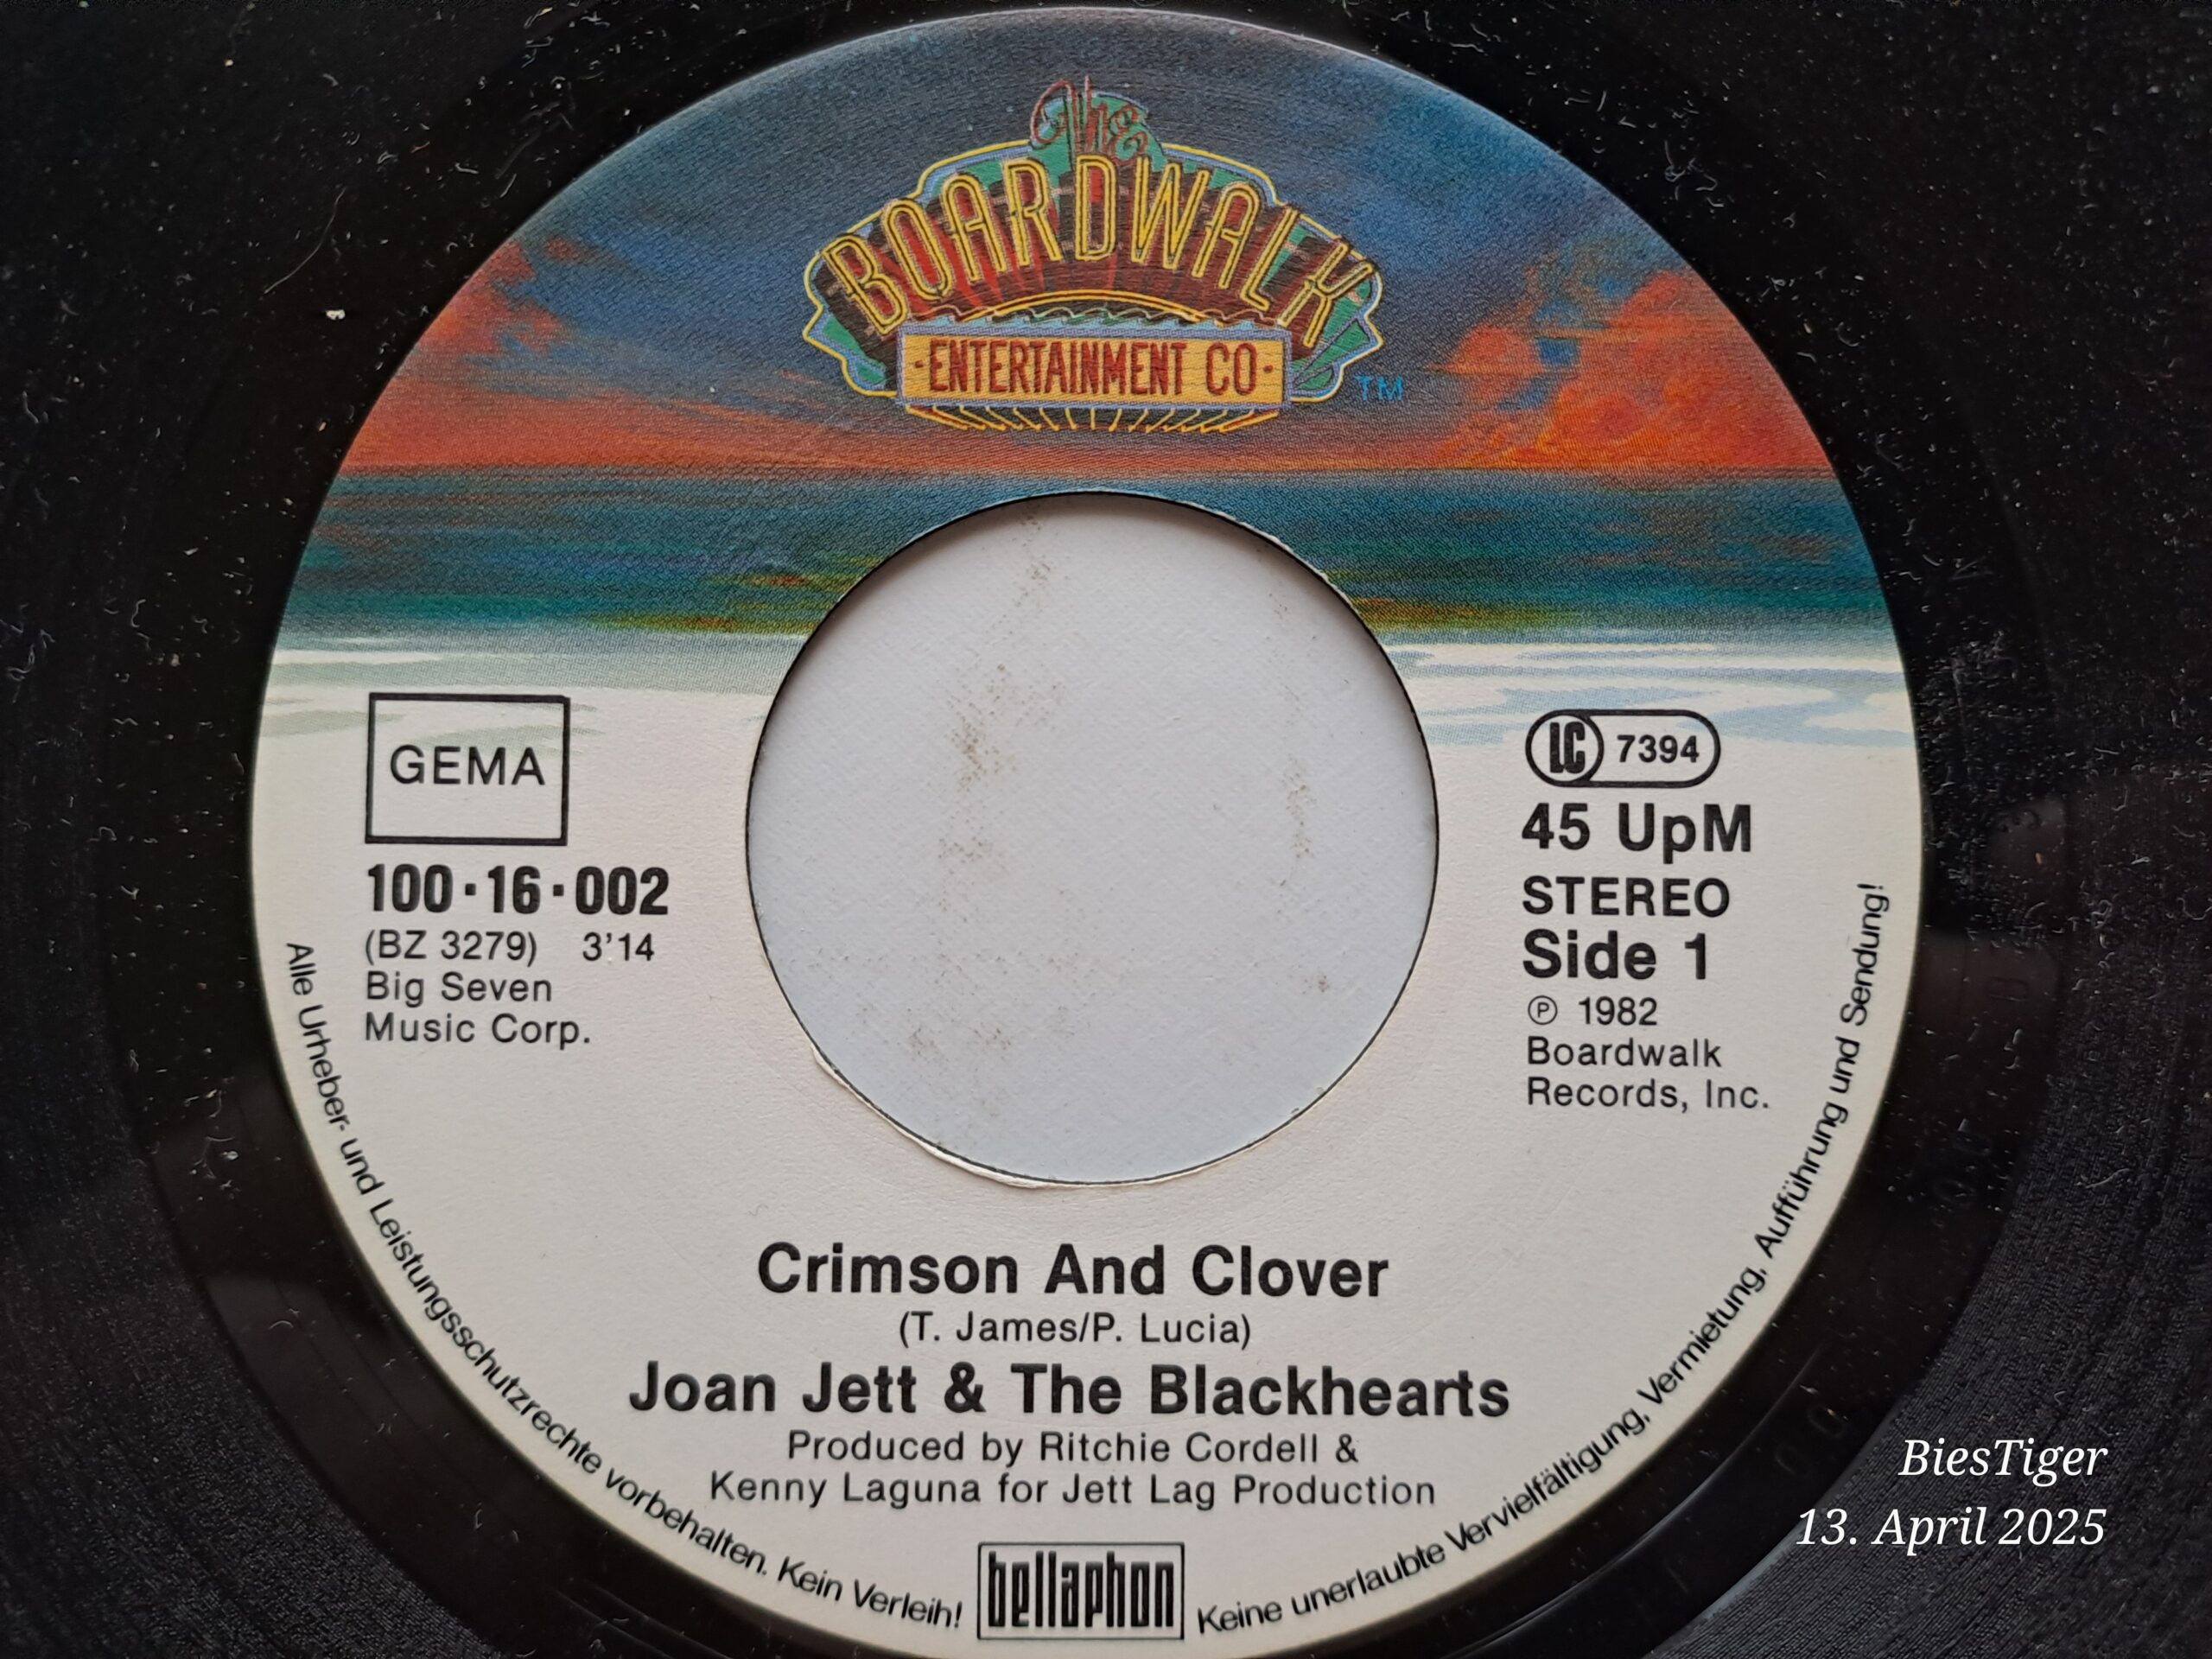 The
BOARDWALK
·ENTERTAINMENT CO·
TM
GEMA
100·16·002
(BZ 3279) 3'14
Big Seven
Music Corp.
LC 7394
45 UpM
STEREO
Side 1
℗ 1982
Boardwalk
Records, Inc.
Crimson And Clover
(T. James/P. Lucia)
Joan Jett & The Blackhearts
Produced by Ritchie Cordell &
Kenny Laguna for Jett Lag Production
bellaphon
Alle Urheber- und Leistungsschutzrechte vorbehalten. Kein Verleih!
Keine unerlaubte Vervielfältigung, Vermietung, Aufführung und Sendung!
BiesTiger
13. April 2025